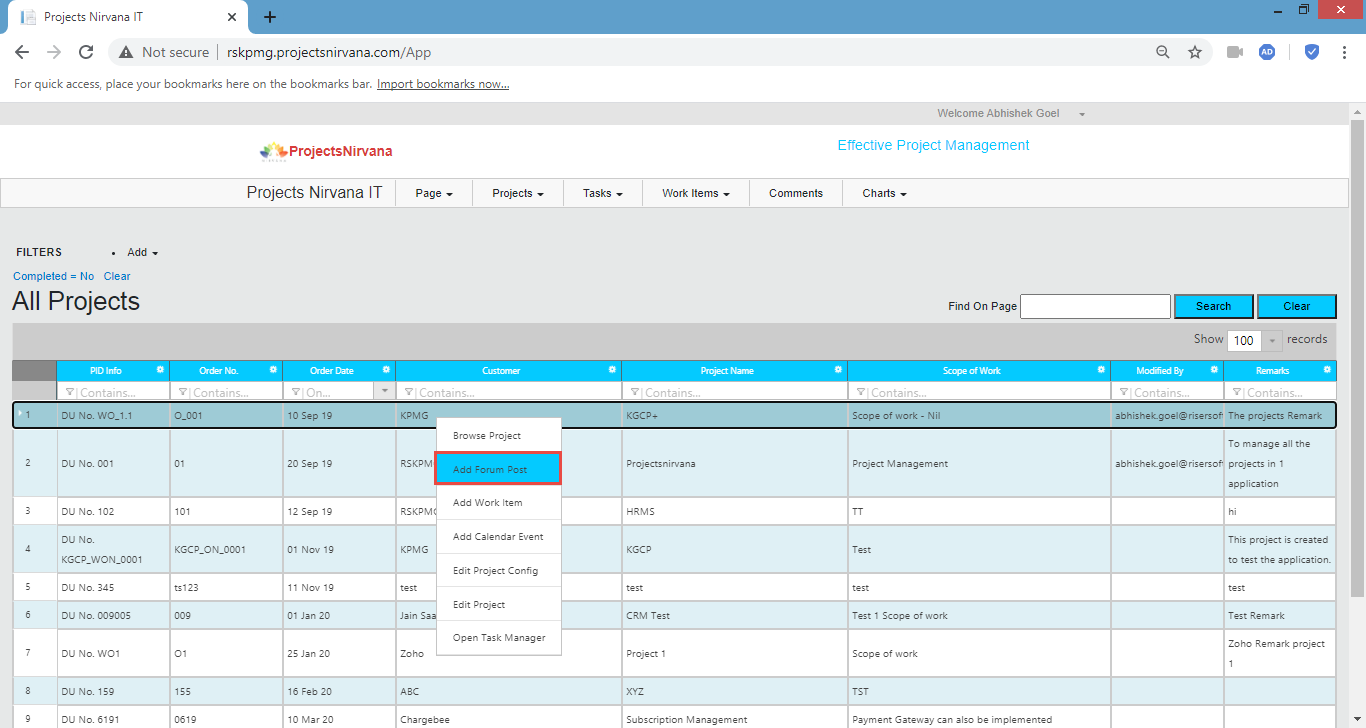 Projects Nirvana IT
Not secure | rskpmg.projectsnirvana.com/App
AD
For quick access, place your bookmarks here on the bookmarks bar. Import bookmarks now...
Welcome Abhishek Goel
ProjectsNirvana
Effective Project Management
Projects Nirvana IT Page Projects Tasks Work Items Comments Charts
FILTERS Add
Completed = No Clear
All Projects
Find On Page Search Clear
Show 100 records
PID Info Order No. Order Date Customer Project Name Scope of Work Modified By Remarks
Contains... Contains... On... Contains... Contains... Contains... Contains... Contains...
1 DU No. WO_1.1 O_001 10 Sep 19 KPMG KGCP+ Scope of work - Nil abhishek.goel@risersoft The projects Remark
2 DU No. 001 01 20 Sep 19 RSKPM Projectsnirvana Project Management abhishek.goel@risersoft To manage all the
projects in 1
application
3 DU No. 102 101 12 Sep 19 RSKPMG HRMS TT hi
4 DU No.
KGCP_WON_0001 KGCP_ON_0001 01 Nov 19 KPMG KGCP Test This project is created
to test the application.
5 DU No. 345 ts123 11 Nov 19 test test test test
6 DU No. 009005 009 01 Jan 20 Jain Saa CRM Test Test 1 Scope of work Test Remark
7 DU No. WO1 O1 25 Jan 20 Zoho Project 1 Scope of work Zoho Remark project
1
8 DU No. 159 155 16 Feb 20 ABC XYZ TST
9 DU No. 6191 0619 10 Mar 20 Chargebee Subscription Management Payment Gateway can also be implemented
Browse Project
Add Forum Post
Add Work Item
Add Calendar Event
Edit Project Config
Edit Project
Open Task Manager